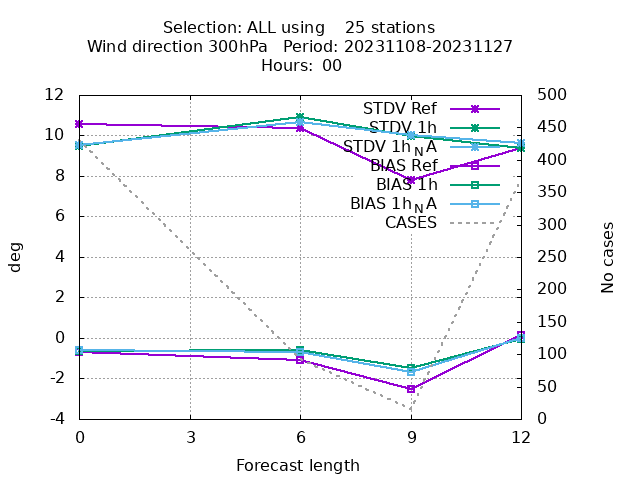 Selection: ALL using    25 stations
Wind direction 300hPa   Period: 20231108-20231127
Hours: 00
12
10
8
6
4
2
0
-2
-4
deg
STDV Ref
STDV 1h
STDV 1h_NA
BIAS Ref
BIAS 1h
BIAS 1h_NA
CASES
500
450
400
350
300
250
200
150
100
50
0
No cases
0 3 6 9 12
Forecast length